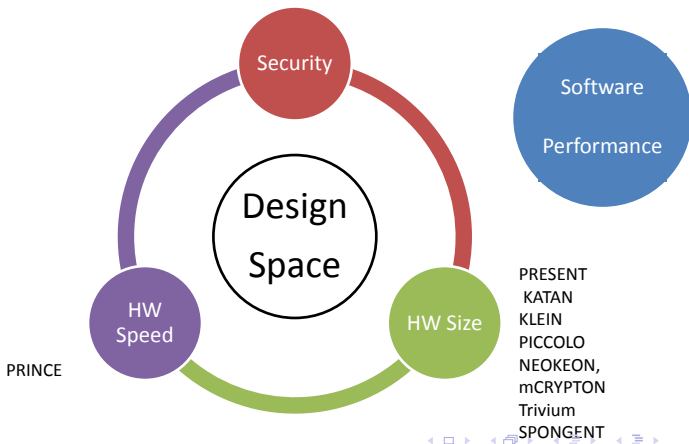 Security
Software
Performance
Design
Space
HW
Speed
HW Size
PRINCE
PRESENT
KATAN
KLEIN
PICCOLO
NEOKEON,
mCRYPTON
Trivium
SPONGENT